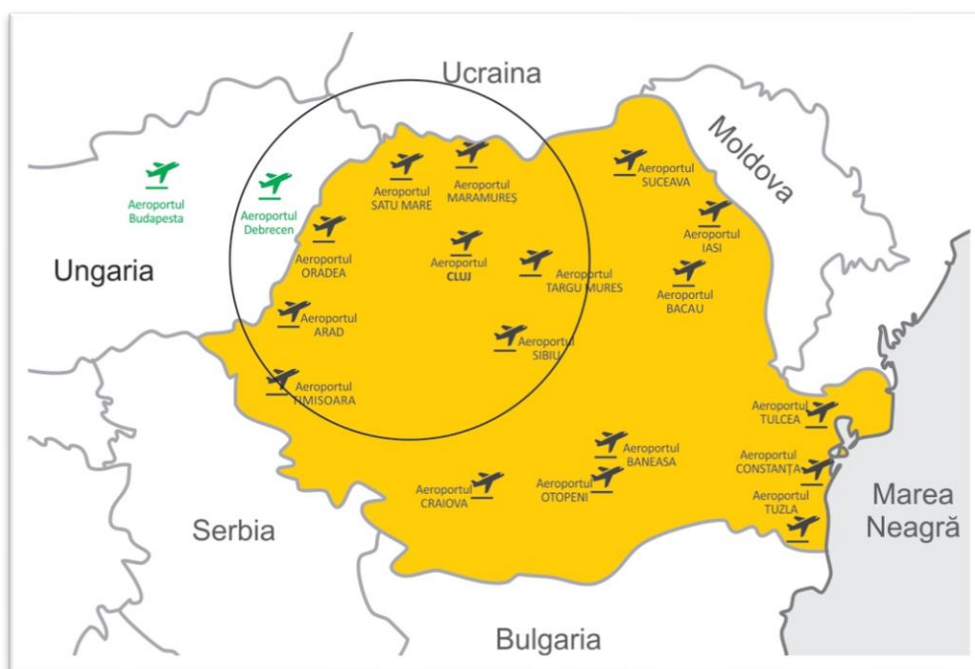 Ucraina
Moldova
Aeroportul
SUCEAVA
Aeroportul
MARAMUREȘ
Aeroportul
SATU MARE
Aeroportul
Budapesta
Aeroportul
Debrecen
Aeroportul
IASI
Ungaria
Aeroportul
ORADEA
Aeroportul
CLUJ
Aeroportul
TARGU MURES
Aeroportul
BACAU
Aeroportul
ARAD
Aeroportul
SIBIU
Aeroportul
TIMISOARA
Aeroportul
TULCEA
Aeroportul
BANEASA
Aeroportul
CONSTANȚA
Aeroportul
CRAIOVA
Aeroportul
OTOPENI
Aeroportul
TUZLA
Marea
Neagră
Serbia
Bulgaria